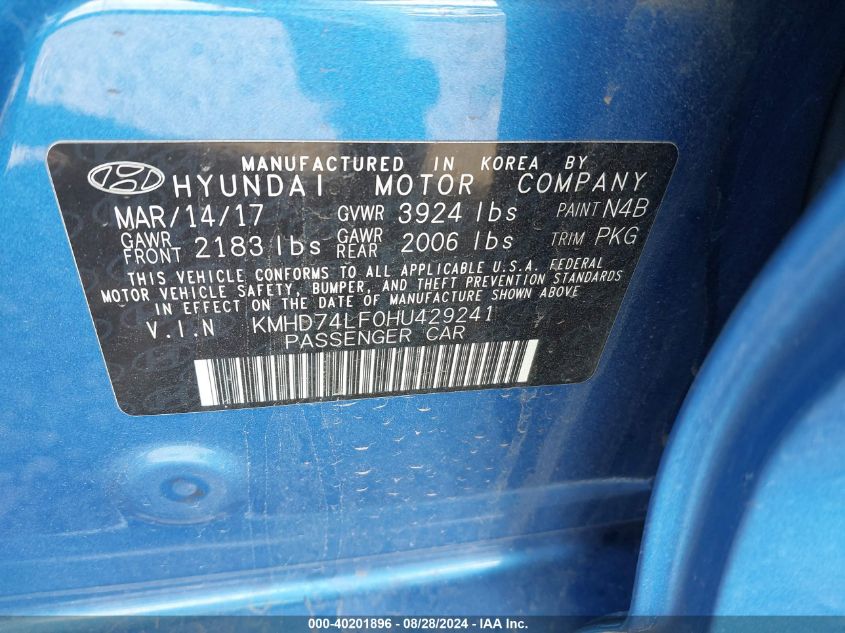 MANUFACTURED IN KOREA BY
HYUNDAI MOTOR COMPANY
MAR/14/17 GVWR 3924 lbs PAINT N4B
GAWR FRONT 2183 lbs GAWR REAR 2006 lbs TRIM PKG
THIS VEHICLE CONFORMS TO ALL APPLICABLE U.S.A. FEDERAL
MOTOR VEHICLE SAFETY, BUMPER, AND THEFT PREVENTION STANDARDS
IN EFFECT ON THE DATE OF MANUFACTURE SHOWN ABOVE
V.I.N KMHD74LF0HU429241
PASSENGER CAR
000-40201896 - 08/28/2024 - IAA Inc.